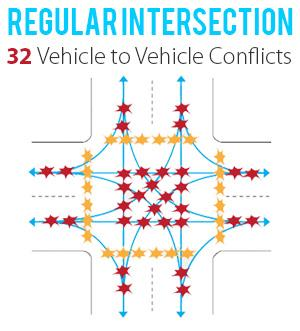 REGULAR INTERSECTION
32 Vehicle to Vehicle Conflicts